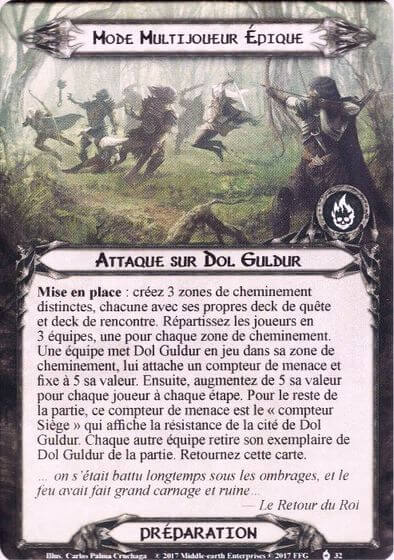 Mode Multijoueur Épique
Attaque sur Dol Guldur
Mise en place : créez 3 zones de cheminement
distinctes, chacune avec ses propres deck de quête
et deck de rencontre. Répartissez les joueurs en
3 équipes, une pour chaque zone de cheminement.
Une équipe met Dol Guldur en jeu dans sa zone de
cheminement, lui attache un compteur de menace et
fixe à 5 sa valeur. Ensuite, augmentez de 5 sa valeur
pour chaque joueur à chaque étape. Pour le reste de
la partie, ce compteur de menace est le « compteur
Siège » qui affiche la résistance de la cité de Dol
Guldur. Chaque autre équipe retire son exemplaire de
Dol Guldur de la partie. Retournez cette carte.
... on s'était battu longtemps sous les ombrages, et le
feu avait fait grand carnage et ruine...
— Le Retour du Roi
PRÉPARATION
Illus. Carlos Palma Cruchaga © 2017 Middle-earth Enterprises © 2017 FFG 32